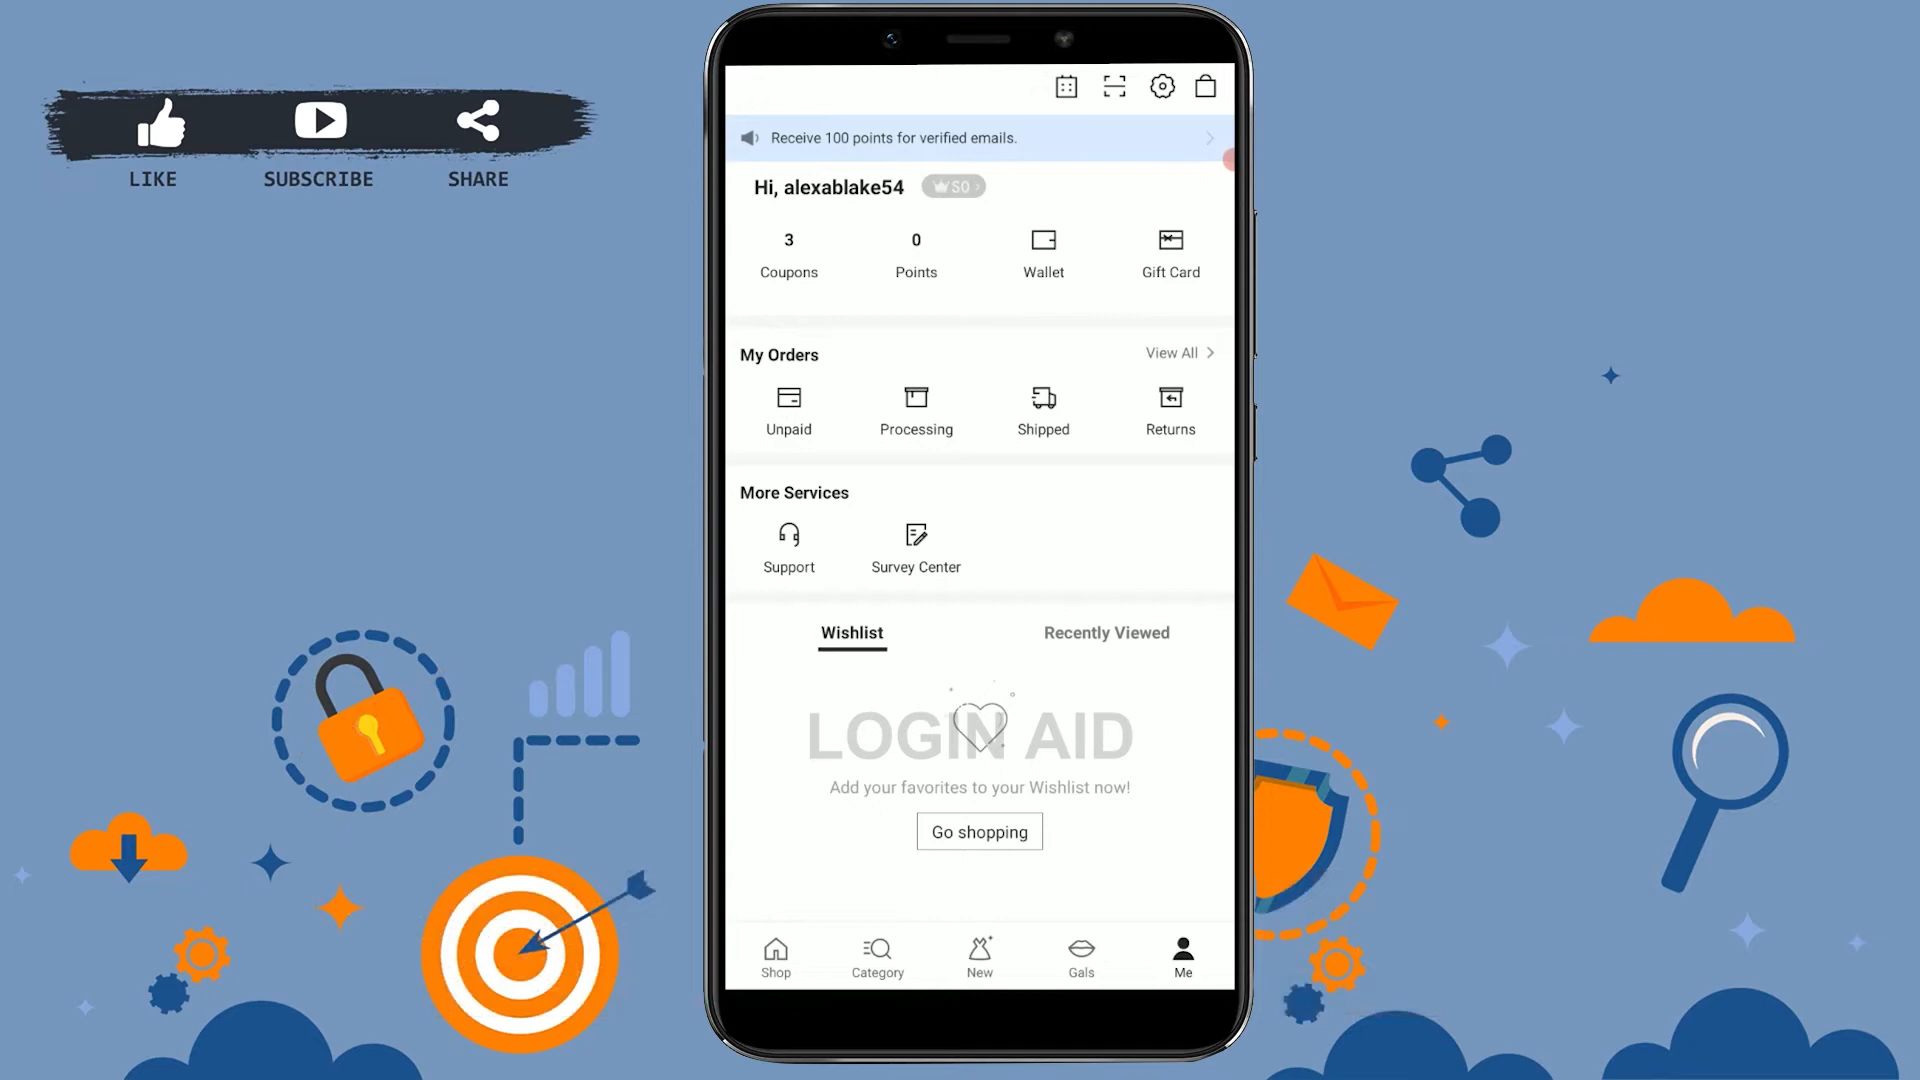 LIKE SUBSCRIBE SHARE
Receive 100 points for verified emails.
Hi, alexablake54 S0
3 0
Coupons Points Wallet Gift Card
My Orders View All
Unpaid Processing Shipped Returns
More Services
Support Survey Center
Wishlist Recently Viewed
LOGIN AID
Add your favorites to your Wishlist now!
Go shopping
Shop Category New Gals Me